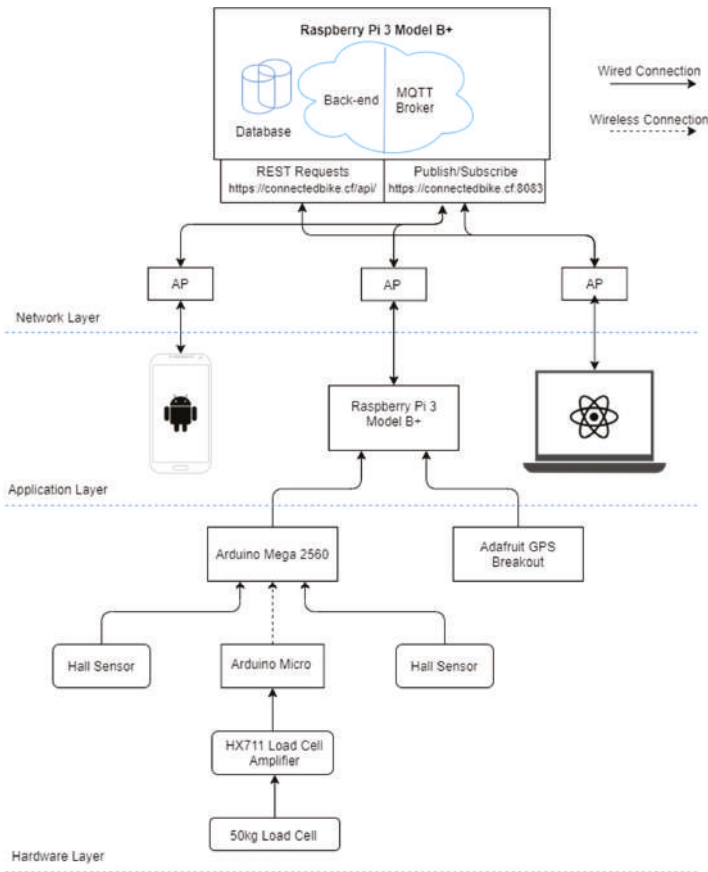 Raspberry Pi 3 Model B+
Wired Connection
Back-end
MQTT
Broker
Database
Wireless Connection
REST Requests
https://connectedbike.cf/api/
Publish/Subscribe
https://connectedbike.cf:8083
AP
AP
AP
Network Layer
Raspberry Pi 3
Model B+
Application Layer
Arduino Mega 2560
Adafruit GPS
Breakout
Hall Sensor
Arduino Micro
Hall Sensor
HX711 Load Cell
Amplifier
50kg Load Cell
Hardware Layer